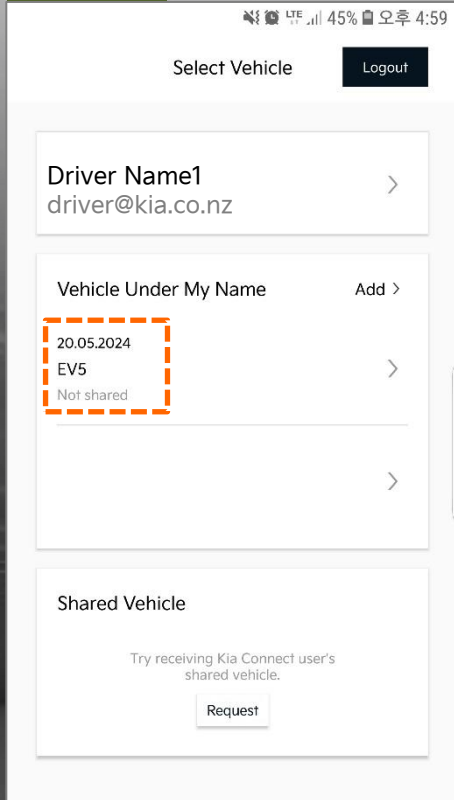 LTE 45% 오후 4:59
Select Vehicle
Logout
Driver Name1
driver@kia.co.nz
Vehicle Under My Name
Add >
20.05.2024
EV5
Not shared
Shared Vehicle
Try receiving Kia Connect user's
shared vehicle.
Request